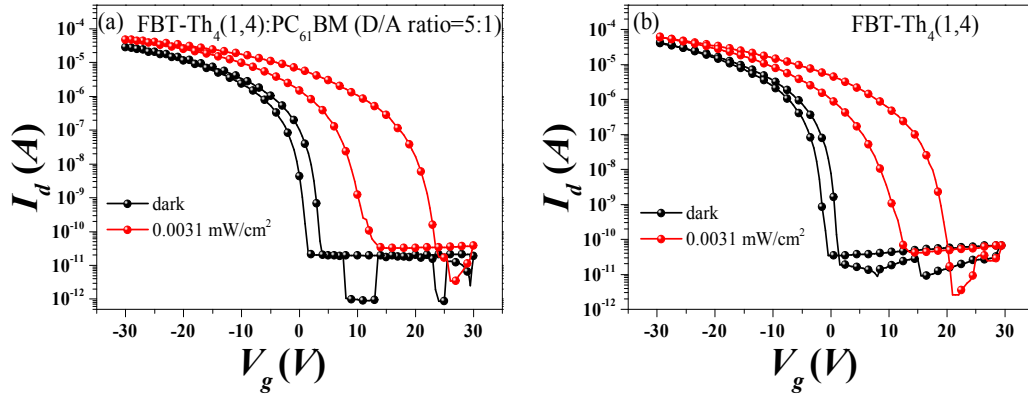 (a) FBT-Th4(1,4):PC61BM (D/A ratio=5:1)
10-4
10-5
10-6
10-7
10-8
10-9
10-10
10-11
10-12
Id (A)
dark
0.0031 mW/cm2
-30 -20 -10 0 10 20 30
Vg (V)
(b) FBT-Th4(1,4)
10-3
10-4
10-5
10-6
10-7
10-8
10-9
10-10
10-11
10-12
Id (A)
dark
0.0031 mW/cm2
-30 -20 -10 0 10 20 30
Vg (V)